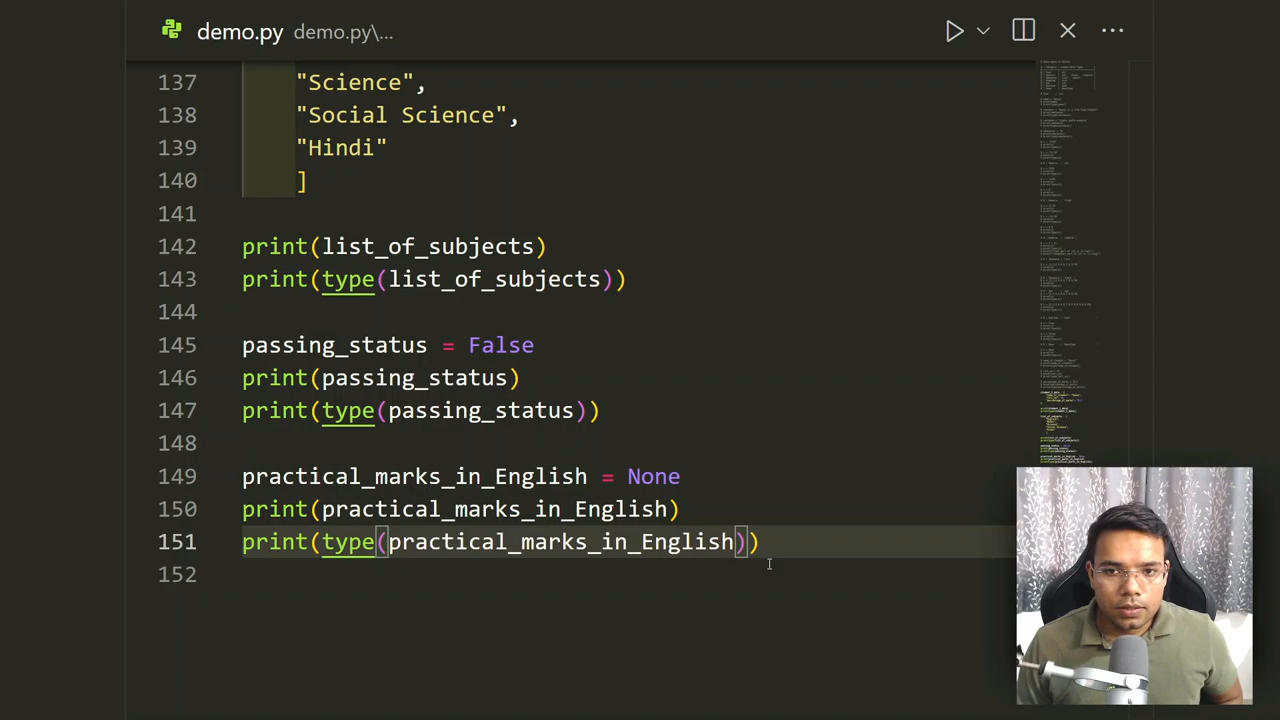 demo.py demo.py\...
137 "Science",
138 "Social Science",
139 "Hindi"
140 ]
141
142 print(list_of_subjects)
143 print(type(list_of_subjects))
144
145 passing_status = False
146 print(passing_status)
147 print(type(passing_status))
148
149 practical_marks_in_English = None
150 print(practical_marks_in_English)
151 print(type(practical_marks_in_English))
152